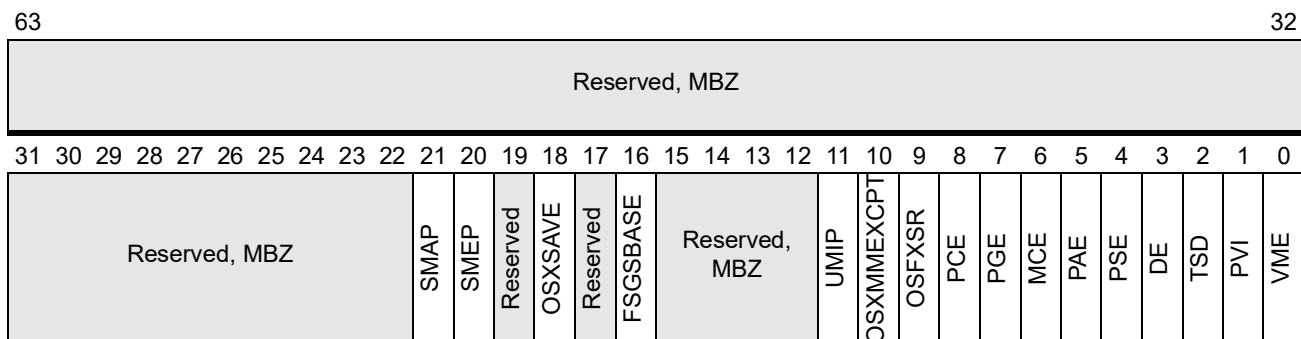 63 32
Reserved, MBZ
31 30 29 28 27 26 25 24 23 22 21 20 19 18 17 16 15 14 13 12 11 10 9 8 7 6 5 4 3 2 1 0
Reserved, MBZ
SMAP
SMEP
Reserved
OSXSAVE
Reserved
FSGSBASE
Reserved,
MBZ
UMIP
OSXMMEXCPT
OSFXSR
PCE
PGE
MCE
PAE
PSE
DE
TSD
PVI
VME